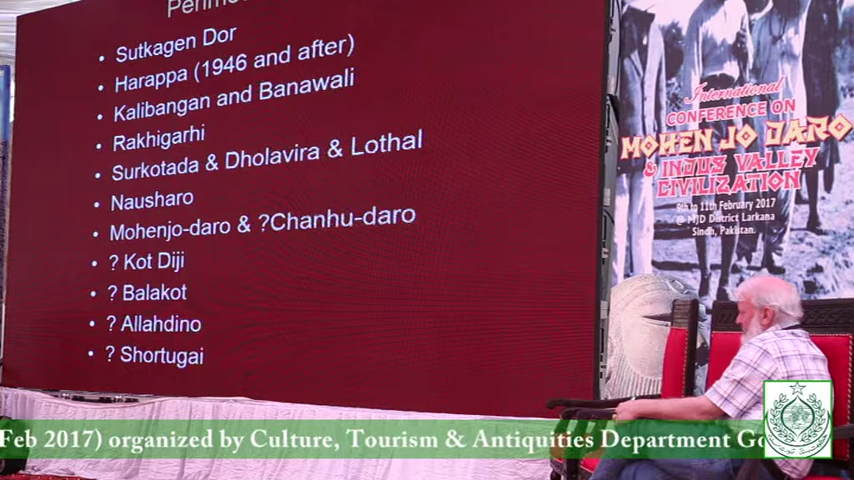 Sutkagen Dor
Harappa (1946 and after)
Kalibangan and Banawali
Rakhigarhi
Surkotada & Dholavira & Lothal
Nausharo
Mohenjo-daro & ?Chanhu-daro
? Kot Diji
? Balakot
? Allahdino
? Shortugai
International
CONFERENCE ON
MOHEN JO DARO
& INDUS VALLEY
CIVILIZATION
9th to 11th February 2017
@ MJD District Larkana
Sindh, Pakistan.
Feb 2017) organized by Culture, Tourism & Antiquities Department